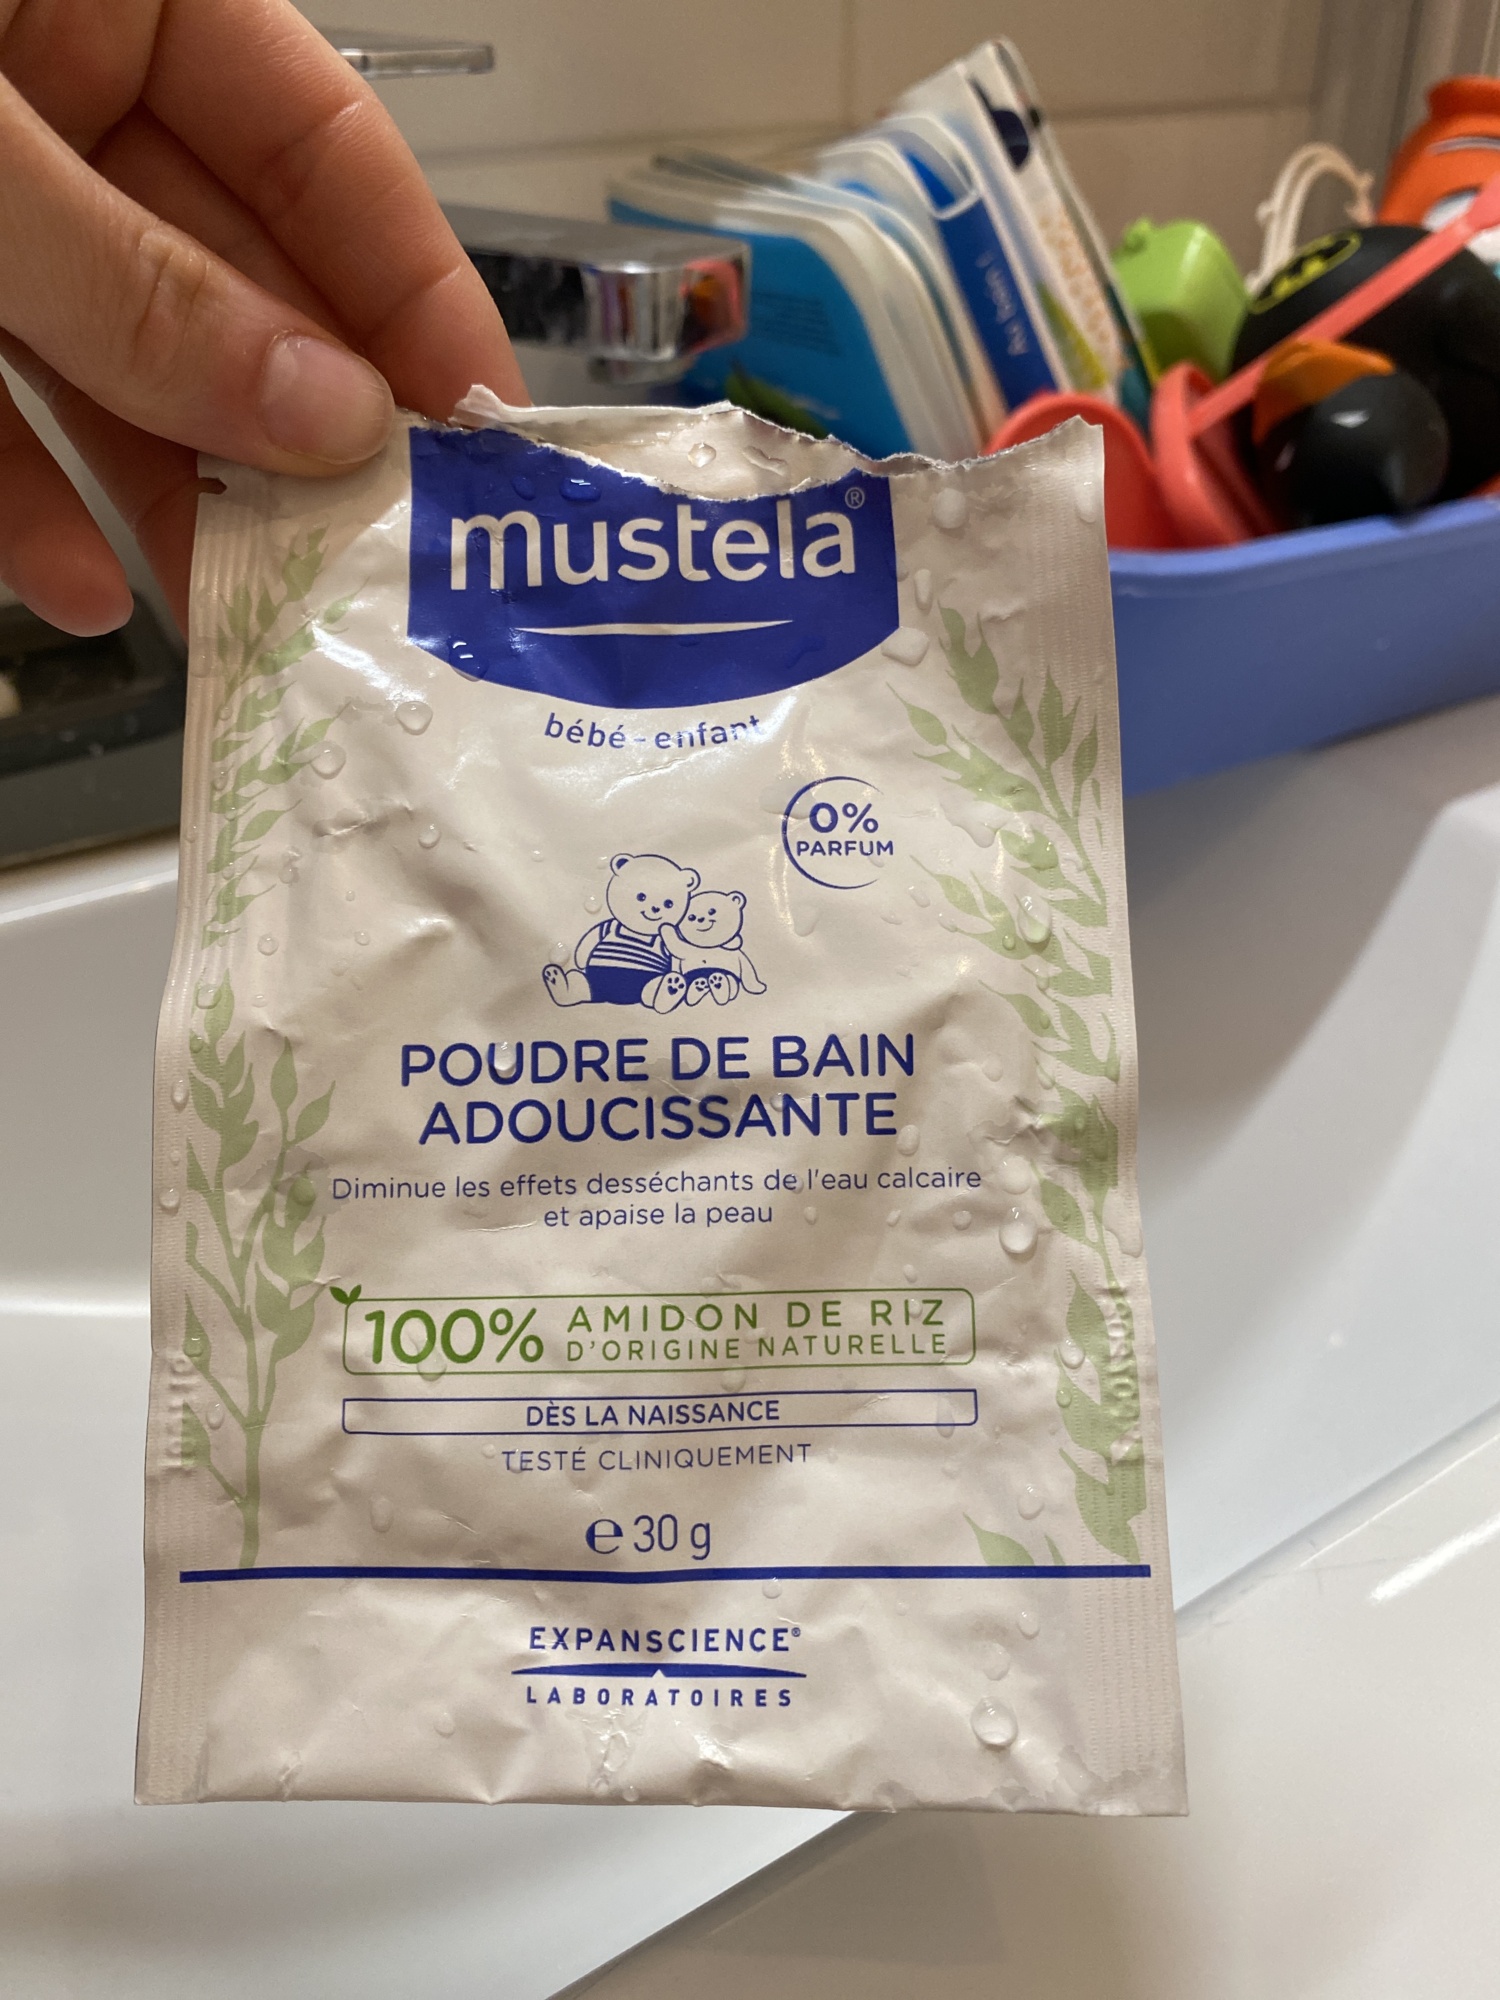 mustela®
bébé-enfant
0%
PARFUM
POUDRE DE BAIN
ADOUCISSANTE
Diminue les effets desséchants de l'eau calcaire
et apaise la peau
100% AMIDON DE RIZ
D'ORIGINE NATURELLE
DÈS LA NAISSANCE
TESTÉ CLINIQUEMENT
e 30 g
EXPANSCIENCE®
LABORATOIRES